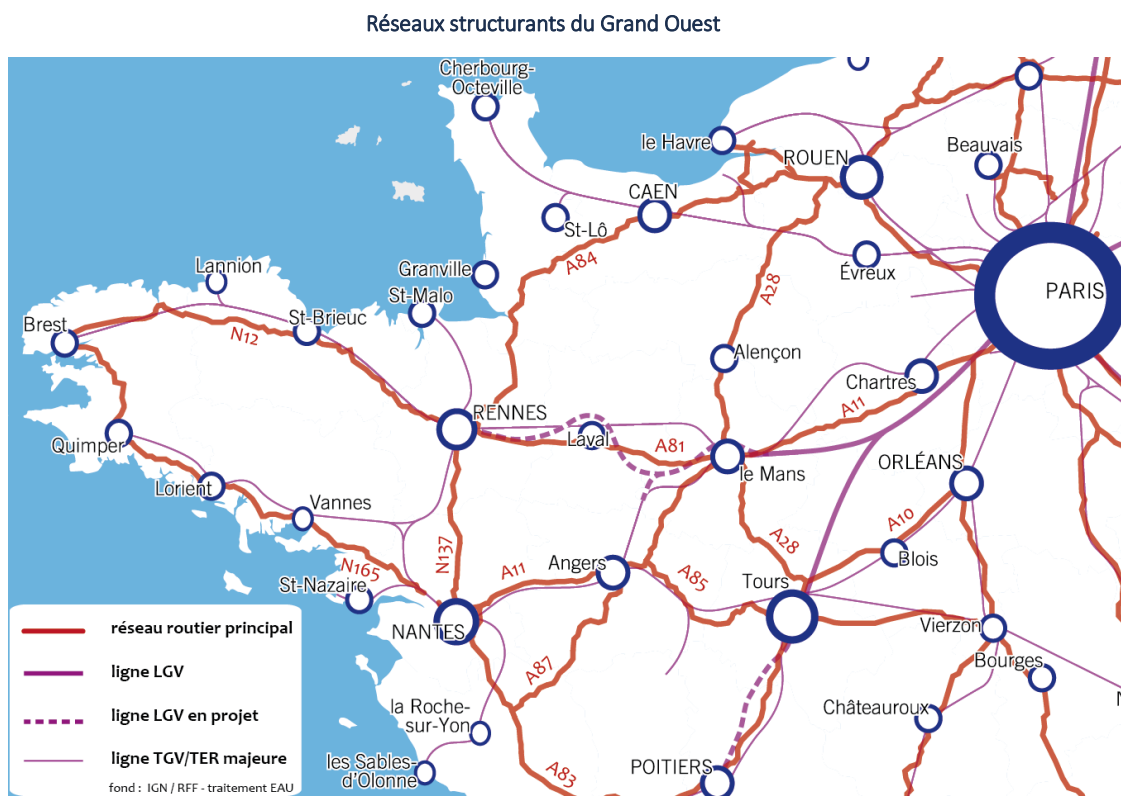 Réseaux structurants du Grand Ouest
Cherbourg-
Octeville
le Havre
ROUEN
Beauvais
CAEN
St-Lô
A84
A28
Évreux
PARIS
Lannion
Granville
St-Malo
Brest
St-Brieuc
N12
Alençon
Chartres
A11
RENNES
Laval
A81
le Mans
Quimper
Lorient
Vannes
ORLÉANS
N165
N137
A11
Angers
A28
A10
Blois
A85
Tours
St-Nazaire
NANTES
Vierzon
Bourges
A87
la Roche-
sur-Yon
Châteauroux
les Sables-
d'Olonne
A83
POITIERS
N
réseau routier principal
ligne LGV
ligne LGV en projet
ligne TGV/TER majeure
fond : IGN / RFF - traitement EAU